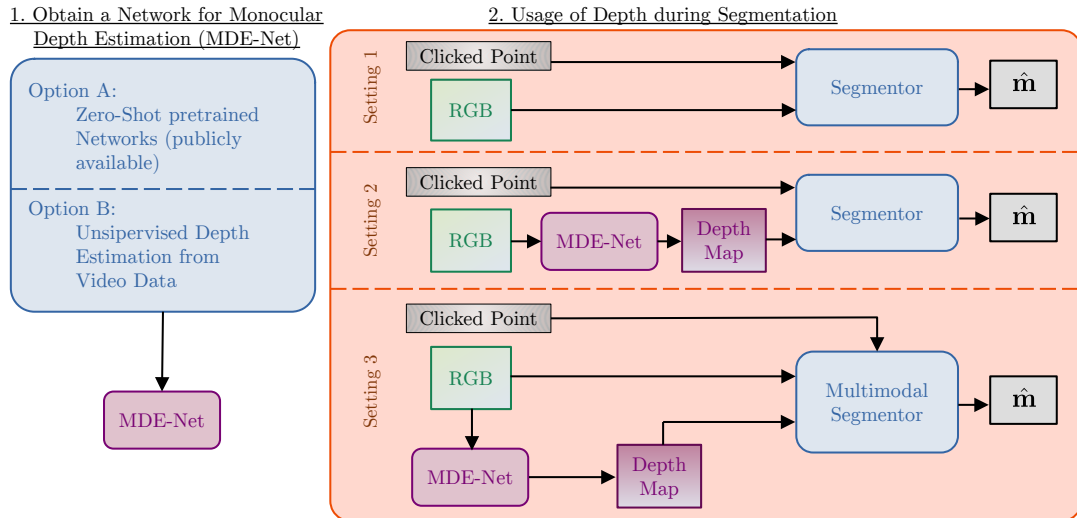 1. Obtain a Network for Monocular
Depth Estimation (MDE-Net)
Option A:
Zero-Shot pretrained
Networks (publicly
available)
Option B:
Unsipervised Depth
Estimation from
Video Data
MDE-Net
2. Usage of Depth during Segmentation
Setting 1
Clicked Point
RGB
Segmentor
m̂
Setting 2
Clicked Point
RGB
MDE-Net
Depth
Map
Segmentor
m̂
Setting 3
Clicked Point
RGB
MDE-Net
Depth
Map
Multimodal
Segmentor
m̂